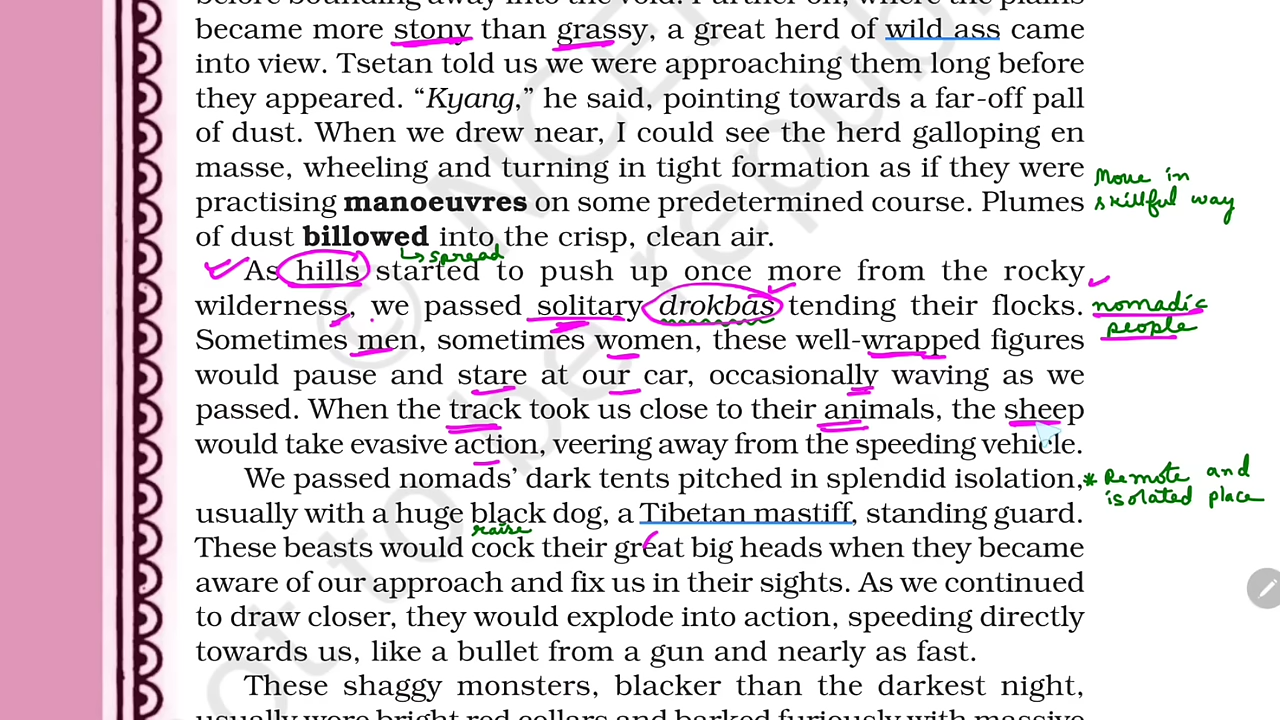 before bounding away into the void. Further on, where the plains
became more stony than grassy, a great herd of wild ass came
into view. Tsetan told us we were approaching them long before
they appeared. “Kyang,” he said, pointing towards a far-off pall
of dust. When we drew near, I could see the herd galloping en
masse, wheeling and turning in tight formation as if they were
Move in
practising manoeuvres on some predetermined course. Plumes
skillful way
of dust billowed into the crisp, clean air.
↳ spread
As hills started to push up once more from the rocky
wilderness, we passed solitary drokbas tending their flocks.
nomadic
people
Sometimes men, sometimes women, these well-wrapped figures
would pause and stare at our car, occasionally waving as we
passed. When the track took us close to their animals, the sheep
would take evasive action, veering away from the speeding vehicle.
We passed nomads’ dark tents pitched in splendid isolation,
* Remote and
isolated place
usually with a huge black dog, a Tibetan mastiff, standing guard.
raise
These beasts would cock their great big heads when they became
aware of our approach and fix us in their sights. As we continued
to draw closer, they would explode into action, speeding directly
towards us, like a bullet from a gun and nearly as fast.
These shaggy monsters, blacker than the darkest night,
usually wore bright red collars and barked furiously with massive